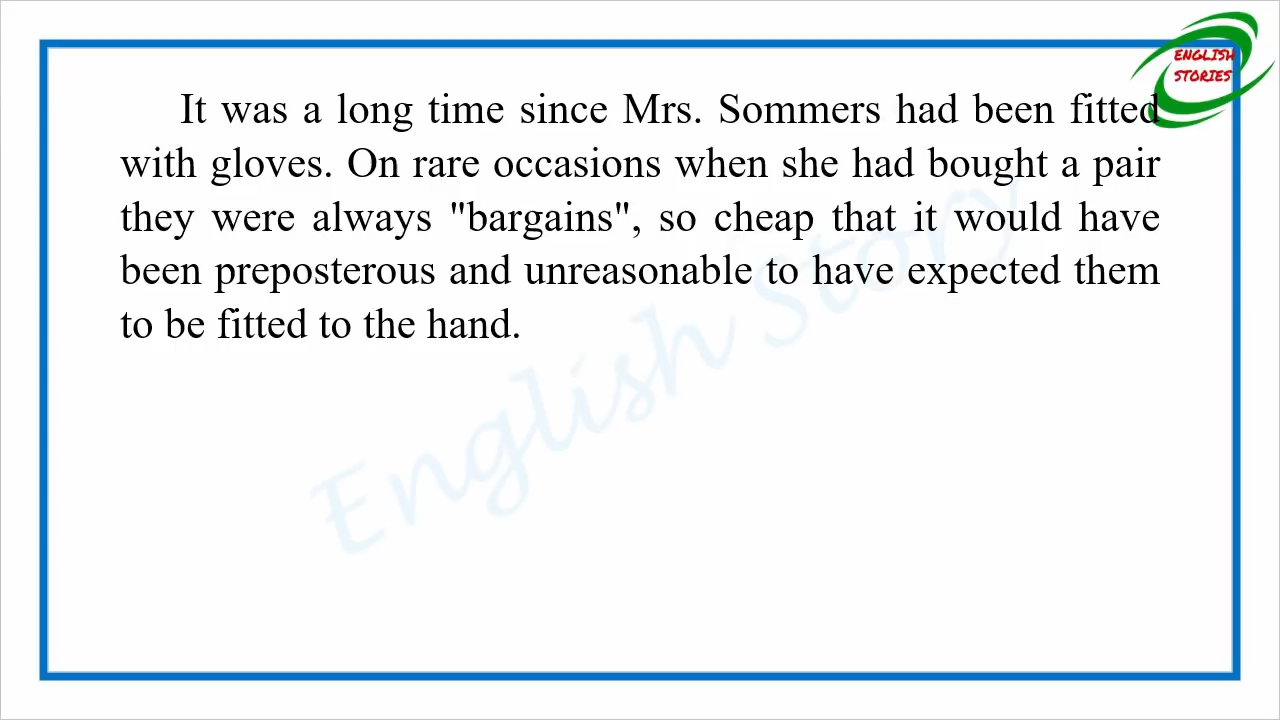 ENGLISH
STORIES
It was a long time since Mrs. Sommers had been fitted
with gloves. On rare occasions when she had bought a pair
they were always "bargains", so cheap that it would have
been preposterous and unreasonable to have expected them
to be fitted to the hand.
English Story